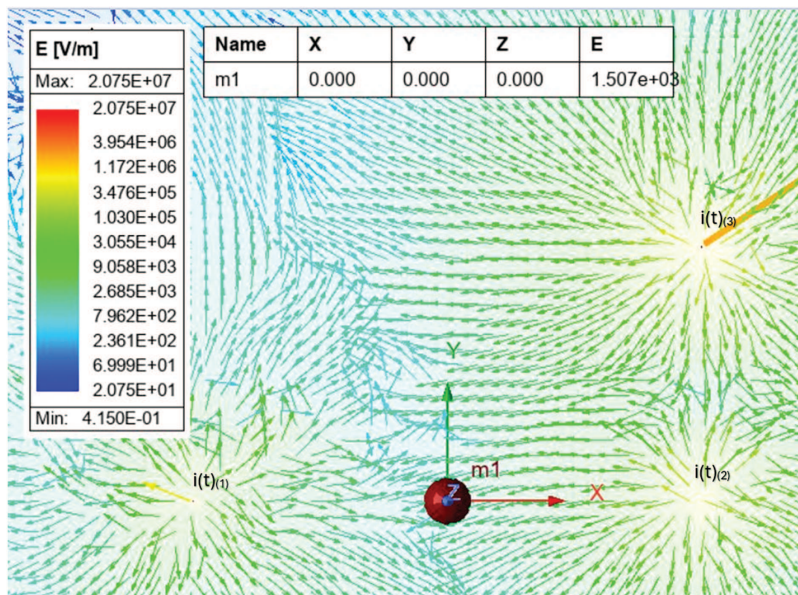 E [V/m]
Max: 2.075E+07
2.075E+07
3.954E+06
1.172E+06
3.476E+05
1.030E+05
3.055E+04
9.058E+03
2.685E+03
7.962E+02
2.361E+02
6.999E+01
2.075E+01
Min: 4.150E-01
Name X Y Z E
m1 0.000 0.000 0.000 1.507e+03
i(t)(3)
Y
m1
Z
X
i(t)(1)
i(t)(2)